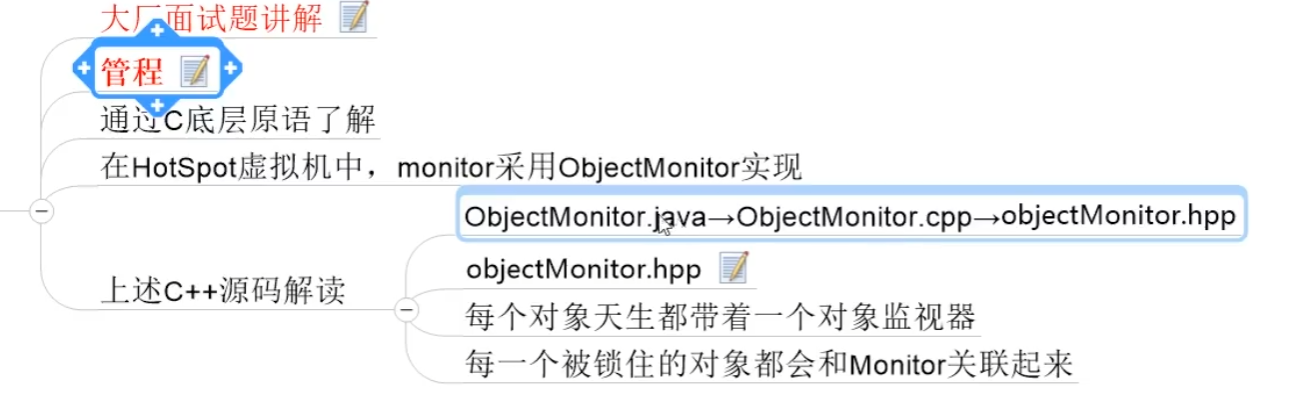 大厂面试题讲解
管程
通过C底层原语了解
在HotSpot虚拟机中，monitor采用ObjectMonitor实现
ObjectMonitor.java→ObjectMonitor.cpp→objectMonitor.hpp
objectMonitor.hpp
上述C++源码解读
每个对象天生都带着一个对象监视器
每一个被锁住的对象都会和Monitor关联起来